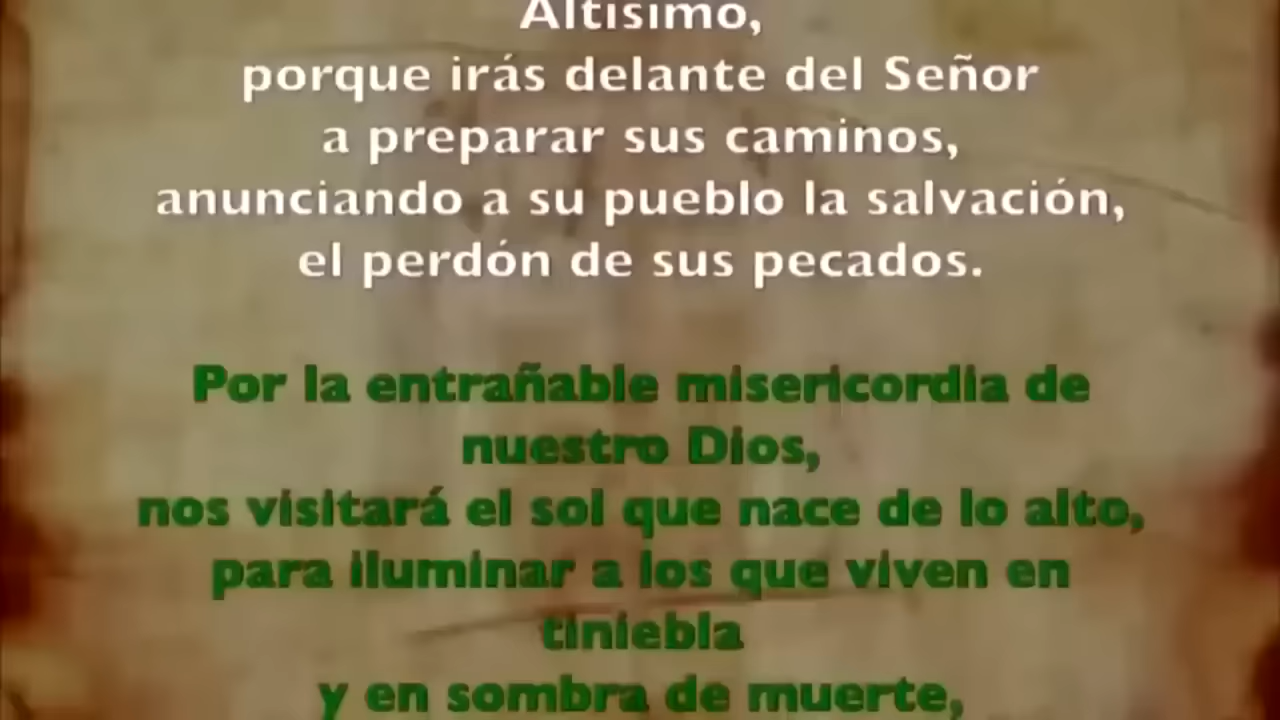 Altísimo,
porque irás delante del Señor
a preparar sus caminos,
anunciando a su pueblo la salvación,
el perdón de sus pecados.
Por la entrañable misericordia de
nuestro Dios,
nos visitará el sol que nace de lo alto,
para iluminar a los que viven en
tiniebla
y en sombra de muerte,